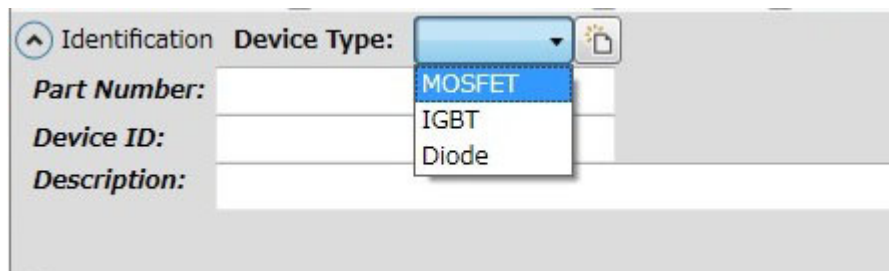 Identification Device Type:
MOSFET
IGBT
Diode
Part Number:
Device ID:
Description: